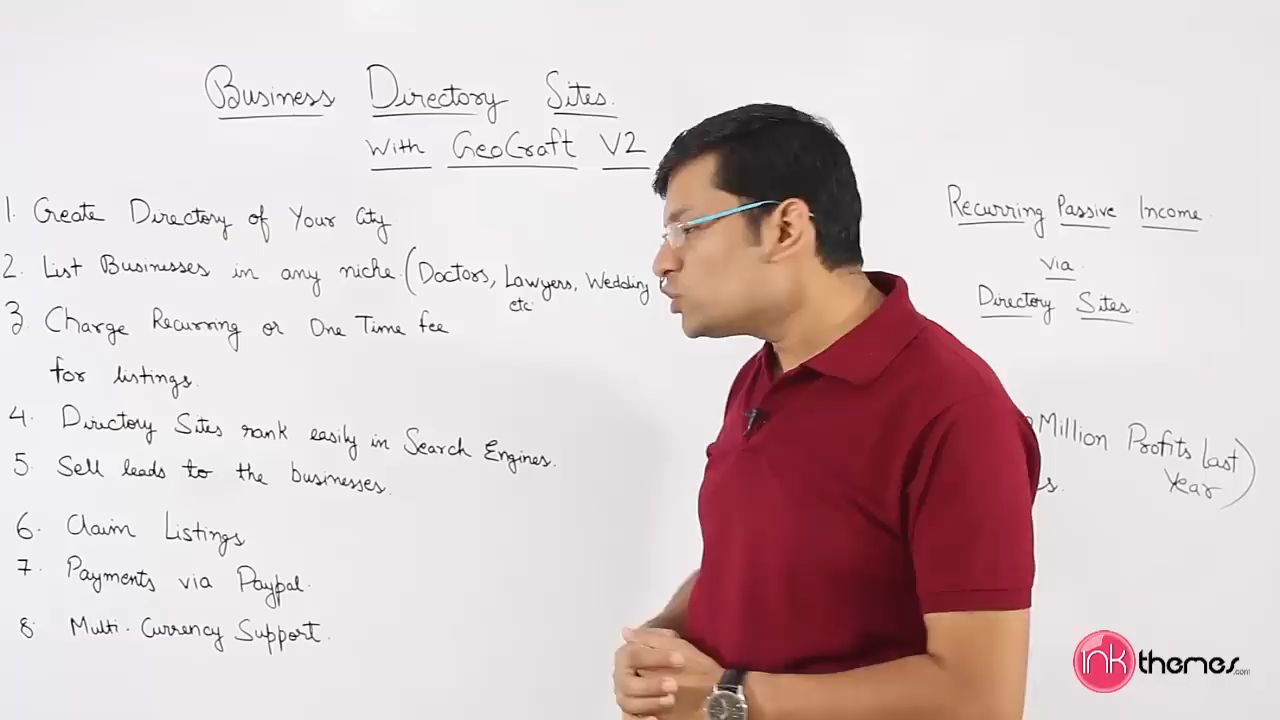 Business Directory Sites.
With GeoCraft V2
1. Create Directory of Your City.
2. List Businesses in any niche. (Doctors, Lawyers, Wedding
etc.
3. Charge Recurring or One Time fee
for listings.
4. Directory Sites rank easily in Search Engines.
5. Sell leads to the businesses.
6. Claim Listings
7. Payments via Paypal.
8. Multi-Currency Support.
Recurring Passive Income.
via.
Directory Sites.
Million Profits last
Year)
inkthemes.com